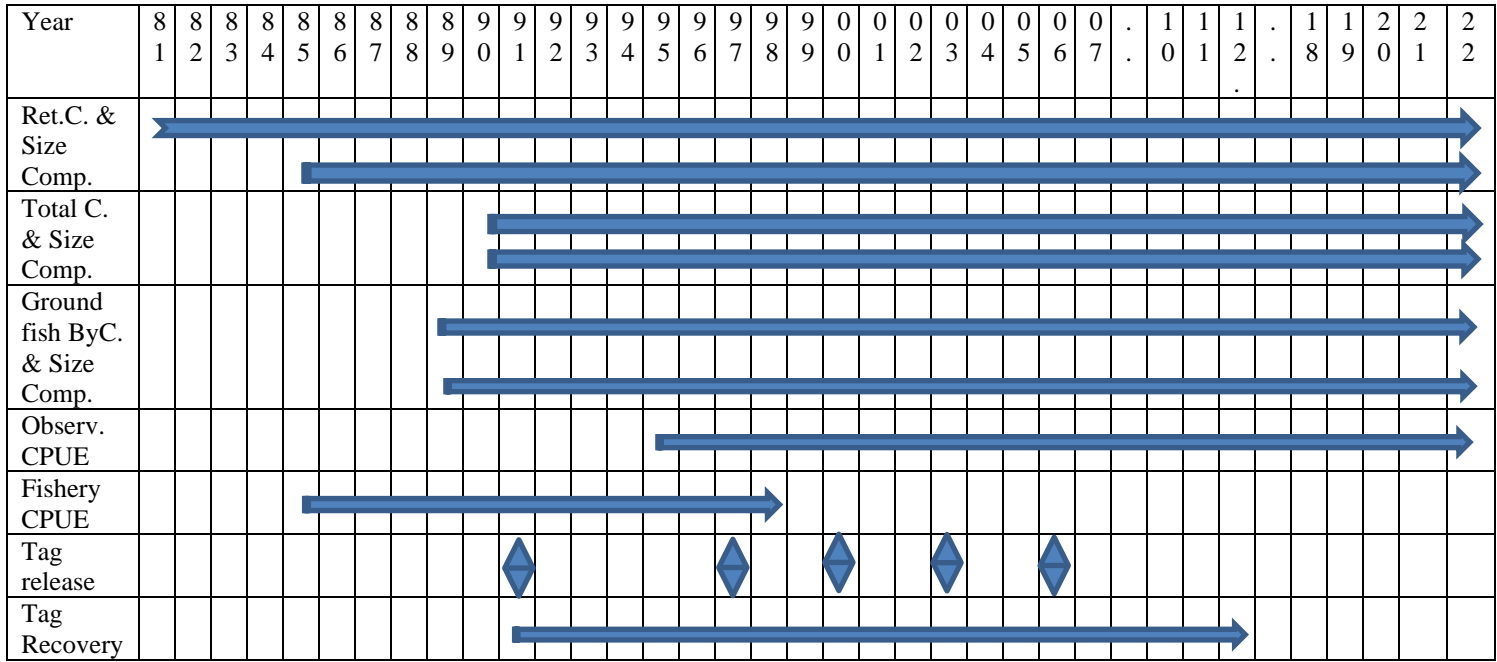 Year 8 8 8 8 8 8 8 8 8 9 9 9 9 9 9 9 9 9 9 0 0 0 0 0 0 0 0 . 1 1 1 . 1 1 2 2 2
1 2 3 4 5 6 7 8 9 0 1 2 3 4 5 6 7 8 9 0 1 2 3 4 5 6 7 . 0 1 2 . 8 9 0 1 2
.
Ret.C. &
Size
Comp.
Total C.
& Size
Comp.
Ground
fish ByC.
& Size
Comp.
Observ.
CPUE
Fishery
CPUE
Tag
release
Tag
Recovery